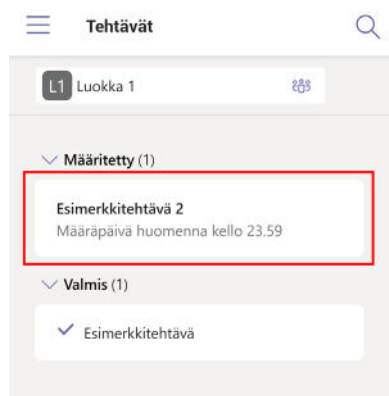 Tehtävät
L1 Luokka 1
Määritetty (1)
Esimerkkitehtävä 2
Määräpäivä huomenna kello 23.59
Valmis (1)
Esimerkkitehtävä